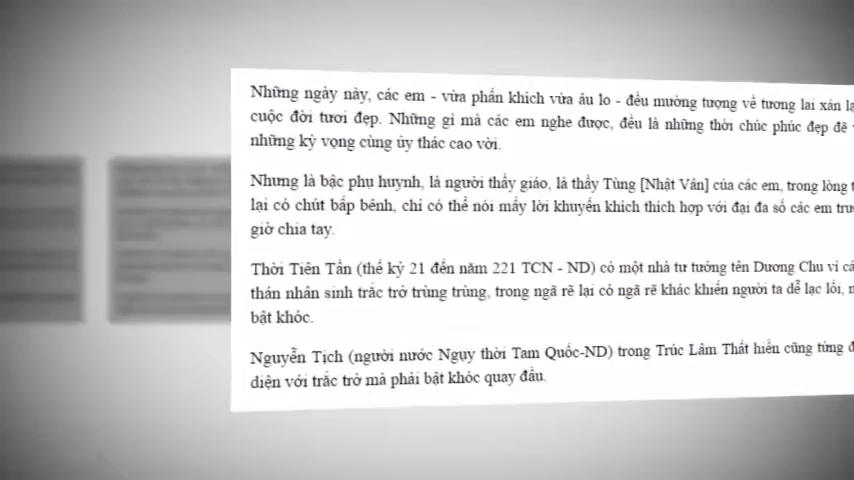 Những ngày này, các em - vừa phấn khích vừa âu lo - đều mường tượng về tương lai xán lạ
cuộc đời tươi đẹp. Những gì mà các em nghe được, đều là những thời chúc phúc đẹp đẽ
những kỳ vọng cùng ủy thác cao vời.
Nhưng là bậc phụ huynh, là người thầy giáo, là thầy Tùng [Nhật Vân] của các em, trong lòng t
lại có chút bấp bênh, chỉ có thể nói mấy lời khuyến khích thích hợp với đại đa số các em trư
giờ chia tay.
Thời Tiên Tần (thế kỷ 21 đến năm 221 TCN - ND) có một nhà tư tưởng tên Dương Chu vì cả
thán nhân sinh trắc trở trùng trùng, trong ngã rẽ lại có ngã rẽ khác khiến người ta dễ lạc lối, n
bật khóc.
Nguyễn Tịch (người nước Ngụy thời Tam Quốc-ND) trong Trúc Lâm Thất hiền cũng từng đ
diện với trắc trở mà phải bật khóc quay đầu.